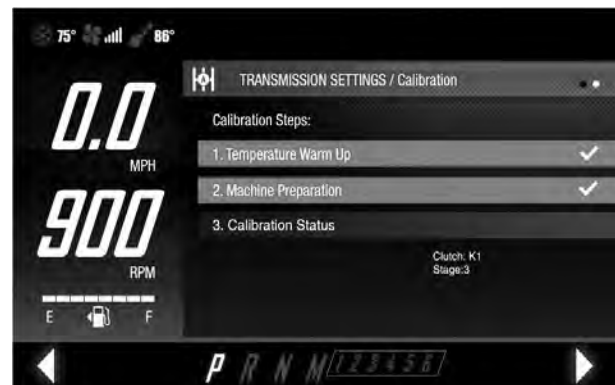 75° 86°
TRANSMISSION SETTINGS / Calibration
0.0
MPH
Calibration Steps:
1. Temperature Warm Up
2. Machine Preparation
3. Calibration Status
Clutch: K1
Stage:3
900
RPM
E F
P R N M 1 2 3 4 5 6